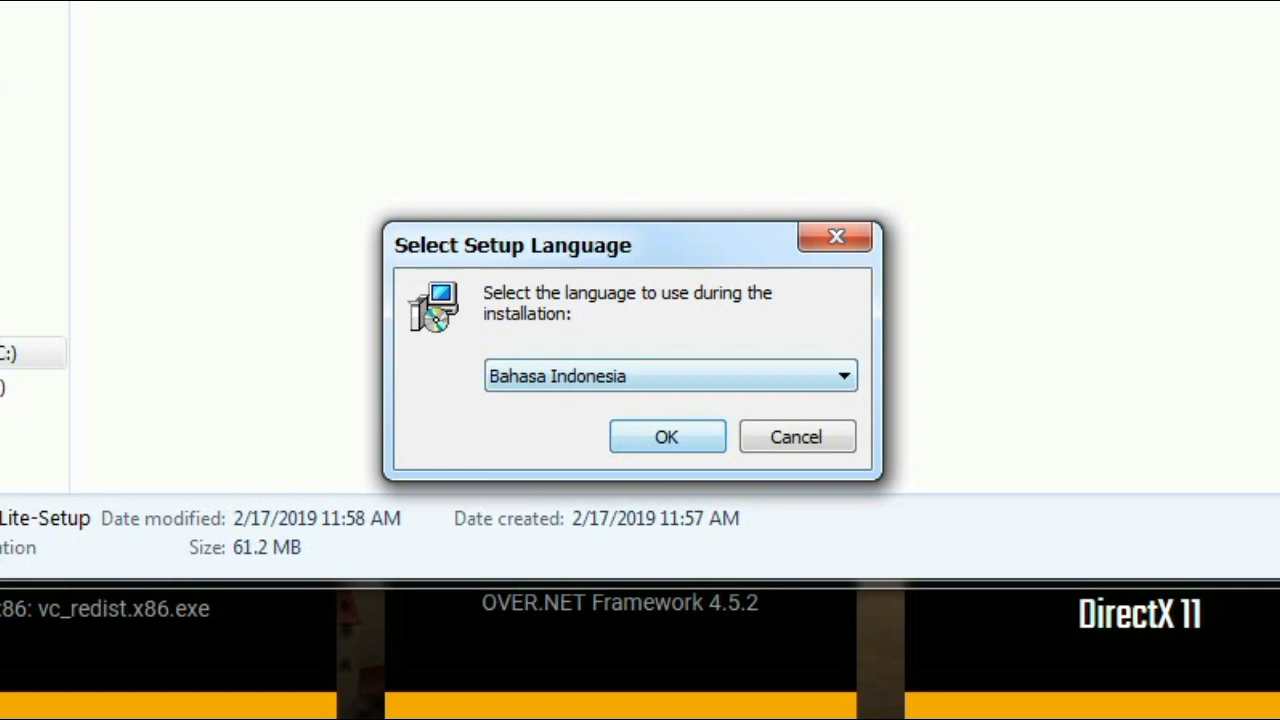 Select Setup Language
Select the language to use during the
installation:
Bahasa Indonesia
OK Cancel
C:)
)
Lite-Setup Date modified: 2/17/2019 11:58 AM Date created: 2/17/2019 11:57 AM
ation Size: 61.2 MB
x86: vc_redist.x86.exe
OVER.NET Framework 4.5.2
DirectX 11